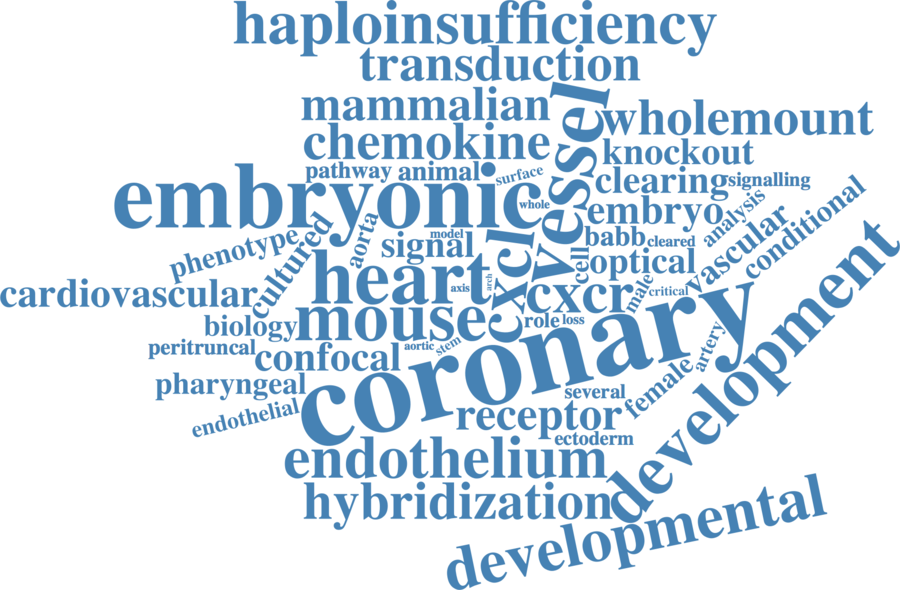 haploinsufficiency
transduction
mammalian
vessel
wholemount
chemokine
knockout
pathway
animal
surface
clearing
signalling
embryonic
whole
embryo
analysis
conditional
phenotype
cultured
aorta
model
signal
cxcl
cell
babb
cleared
vascular
optical
development
heart
axis
arch
cxcr
male
critical
cardiovascular
mouse
role
loss
coronary
biology
peritruncal
confocal
aortic
stem
artery
pharyngeal
several
female
endothelial
receptor
ectoderm
endothelium
hybridization
developmental